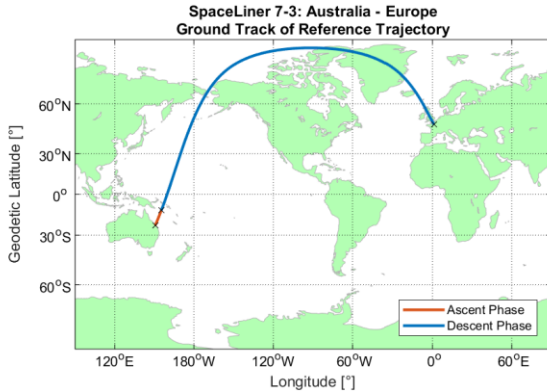 SpaceLiner 7-3: Australia - Europe
Ground Track of Reference Trajectory
Geodetic Latitude [°]
60°N
30°N
0°
30°S
60°S
Ascent Phase
Descent Phase
120°E
180°W
120°W
60°W
0°
60°E
Longitude [°]